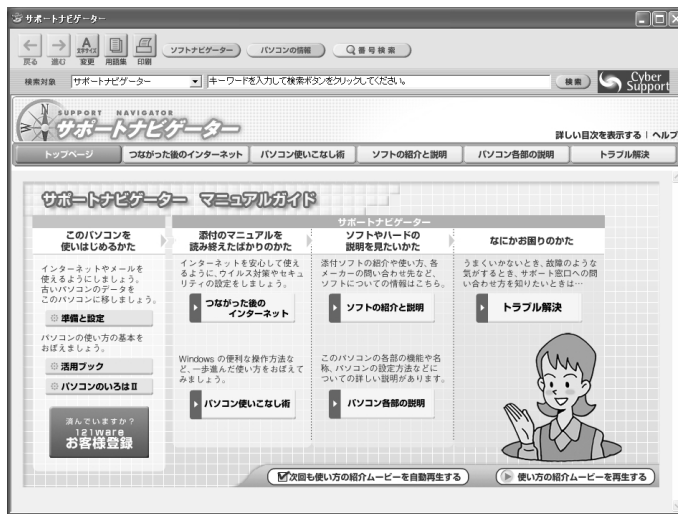 サポートナビゲーター
戻る 進む 変更 用語集 印刷
文字サイズ
ソフトナビゲーター パソコンの情報 番号検索
検索対象 サポートナビゲーター キーワードを入力して検索ボタンをクリックしてください。 検索 Cyber Support
SUPPORT NAVIGATOR
サポートナビゲーター
詳しい目次を表示する | ヘルプ
トップページ つながった後のインターネット パソコン使いこなし術 ソフトの紹介と説明 パソコン各部の説明 トラブル解決
サポートナビゲーター マニュアルガイド
サポートナビゲーター
このパソコンを
使いはじめるかた
インターネットやメールを
使えるようにしましょう。
古いパソコンのデータを
このパソコンに移しましょう。
準備と設定
パソコンの使い方の基本を
おぼえましょう。
活用ブック
パソコンのいろはⅡ
済んでいますか?
121ware
お客様登録
添付のマニュアルを
読み終えたばかりのかた
インターネットを安心して使え
るように、ウイルス対策やセキュ
リティの設定をしましょう。
つながった後の
インターネット
Windows の便利な操作方法な
ど、一歩進んだ使い方をおぼえて
みましょう。
パソコン使いこなし術
ソフトやハードの
説明を見たいかた
添付ソフトの紹介や使い方、各
メーカーの問い合わせ先など、
ソフトについての情報はこちら。
ソフトの紹介と説明
このパソコンの各部の機能や名
称、パソコンの設定方法などに
ついての詳しい説明があります。
パソコン各部の説明
なにかお困りのかた
うまくいかないとき、故障のような
気がするとき、サポート窓口への問
い合わせ方を知りたいときは…
トラブル解決
次回も使い方の紹介ムービーを自動再生する
使い方の紹介ムービーを再生する